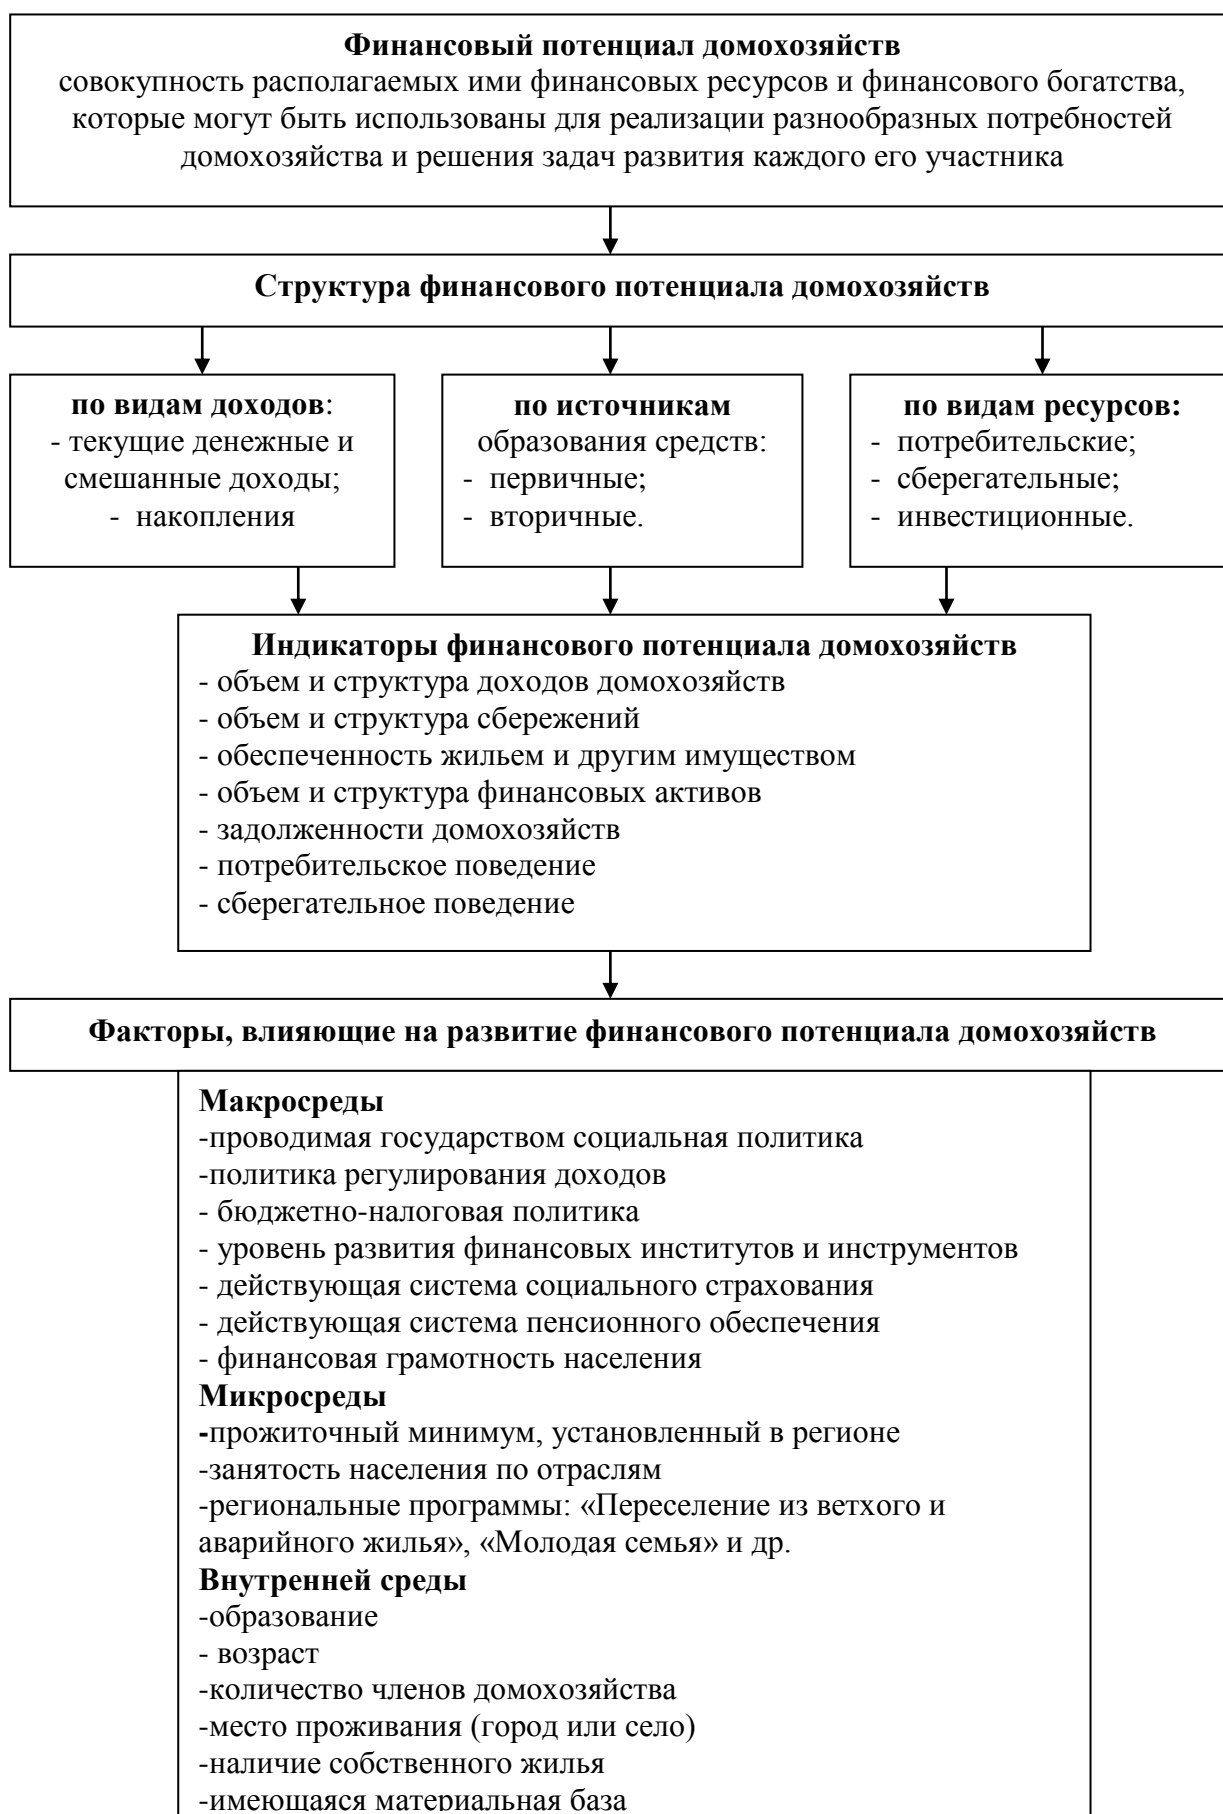 Финансовый потенциал домохозяйств
совокупность располагаемых ими финансовых ресурсов и финансового богатства,
которые могут быть использованы для реализации разнообразных потребностей
домохозяйства и решения задач развития каждого его участника
Структура финансового потенциала домохозяйств
по видам доходов:
- текущие денежные и
смешанные доходы;
- накопления
по источникам
образования средств:
- первичные;
- вторичные.
по видам ресурсов:
- потребительские;
- сберегательные;
- инвестиционные.
Индикаторы финансового потенциала домохозяйств
- объем и структура доходов домохозяйств
- объем и структура сбережений
- обеспеченность жильем и другим имуществом
- объем и структура финансовых активов
- задолженности домохозяйств
- потребительское поведение
- сберегательное поведение
Факторы, влияющие на развитие финансового потенциала домохозяйств
Макросреды
-проводимая государством социальная политика
-политика регулирования доходов
- бюджетно-налоговая политика
- уровень развития финансовых институтов и инструментов
- действующая система социального страхования
- действующая система пенсионного обеспечения
- финансовая грамотность населения
Микросреды
-прожиточный минимум, установленный в регионе
-занятость населения по отраслям
-региональные программы: «Переселение из ветхого и
аварийного жилья», «Молодая семья» и др.
Внутренней среды
-образование
- возраст
-количество членов домохозяйства
-место проживания (город или село)
-наличие собственного жилья
-имеющаяся материальная база